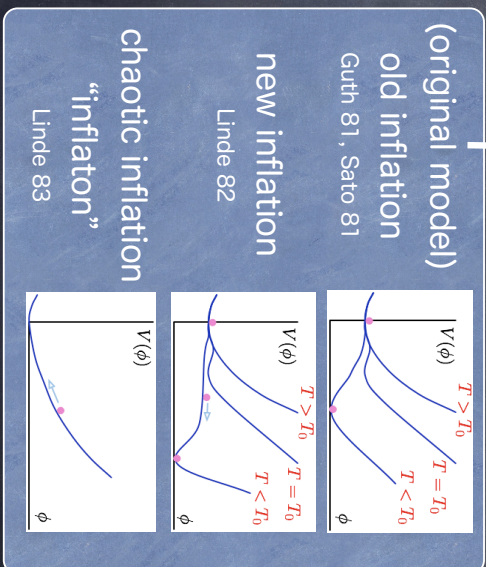 (original model)
old inflation
Guth 81, Sato 81
V(ϕ)
T > T₀
T = T₀
T < T₀
ϕ
new inflation
Linde 82
V(ϕ)
T > T₀
T = T₀
T < T₀
ϕ
chaotic inflation
“inflaton”
Linde 83
V(ϕ)
ϕ